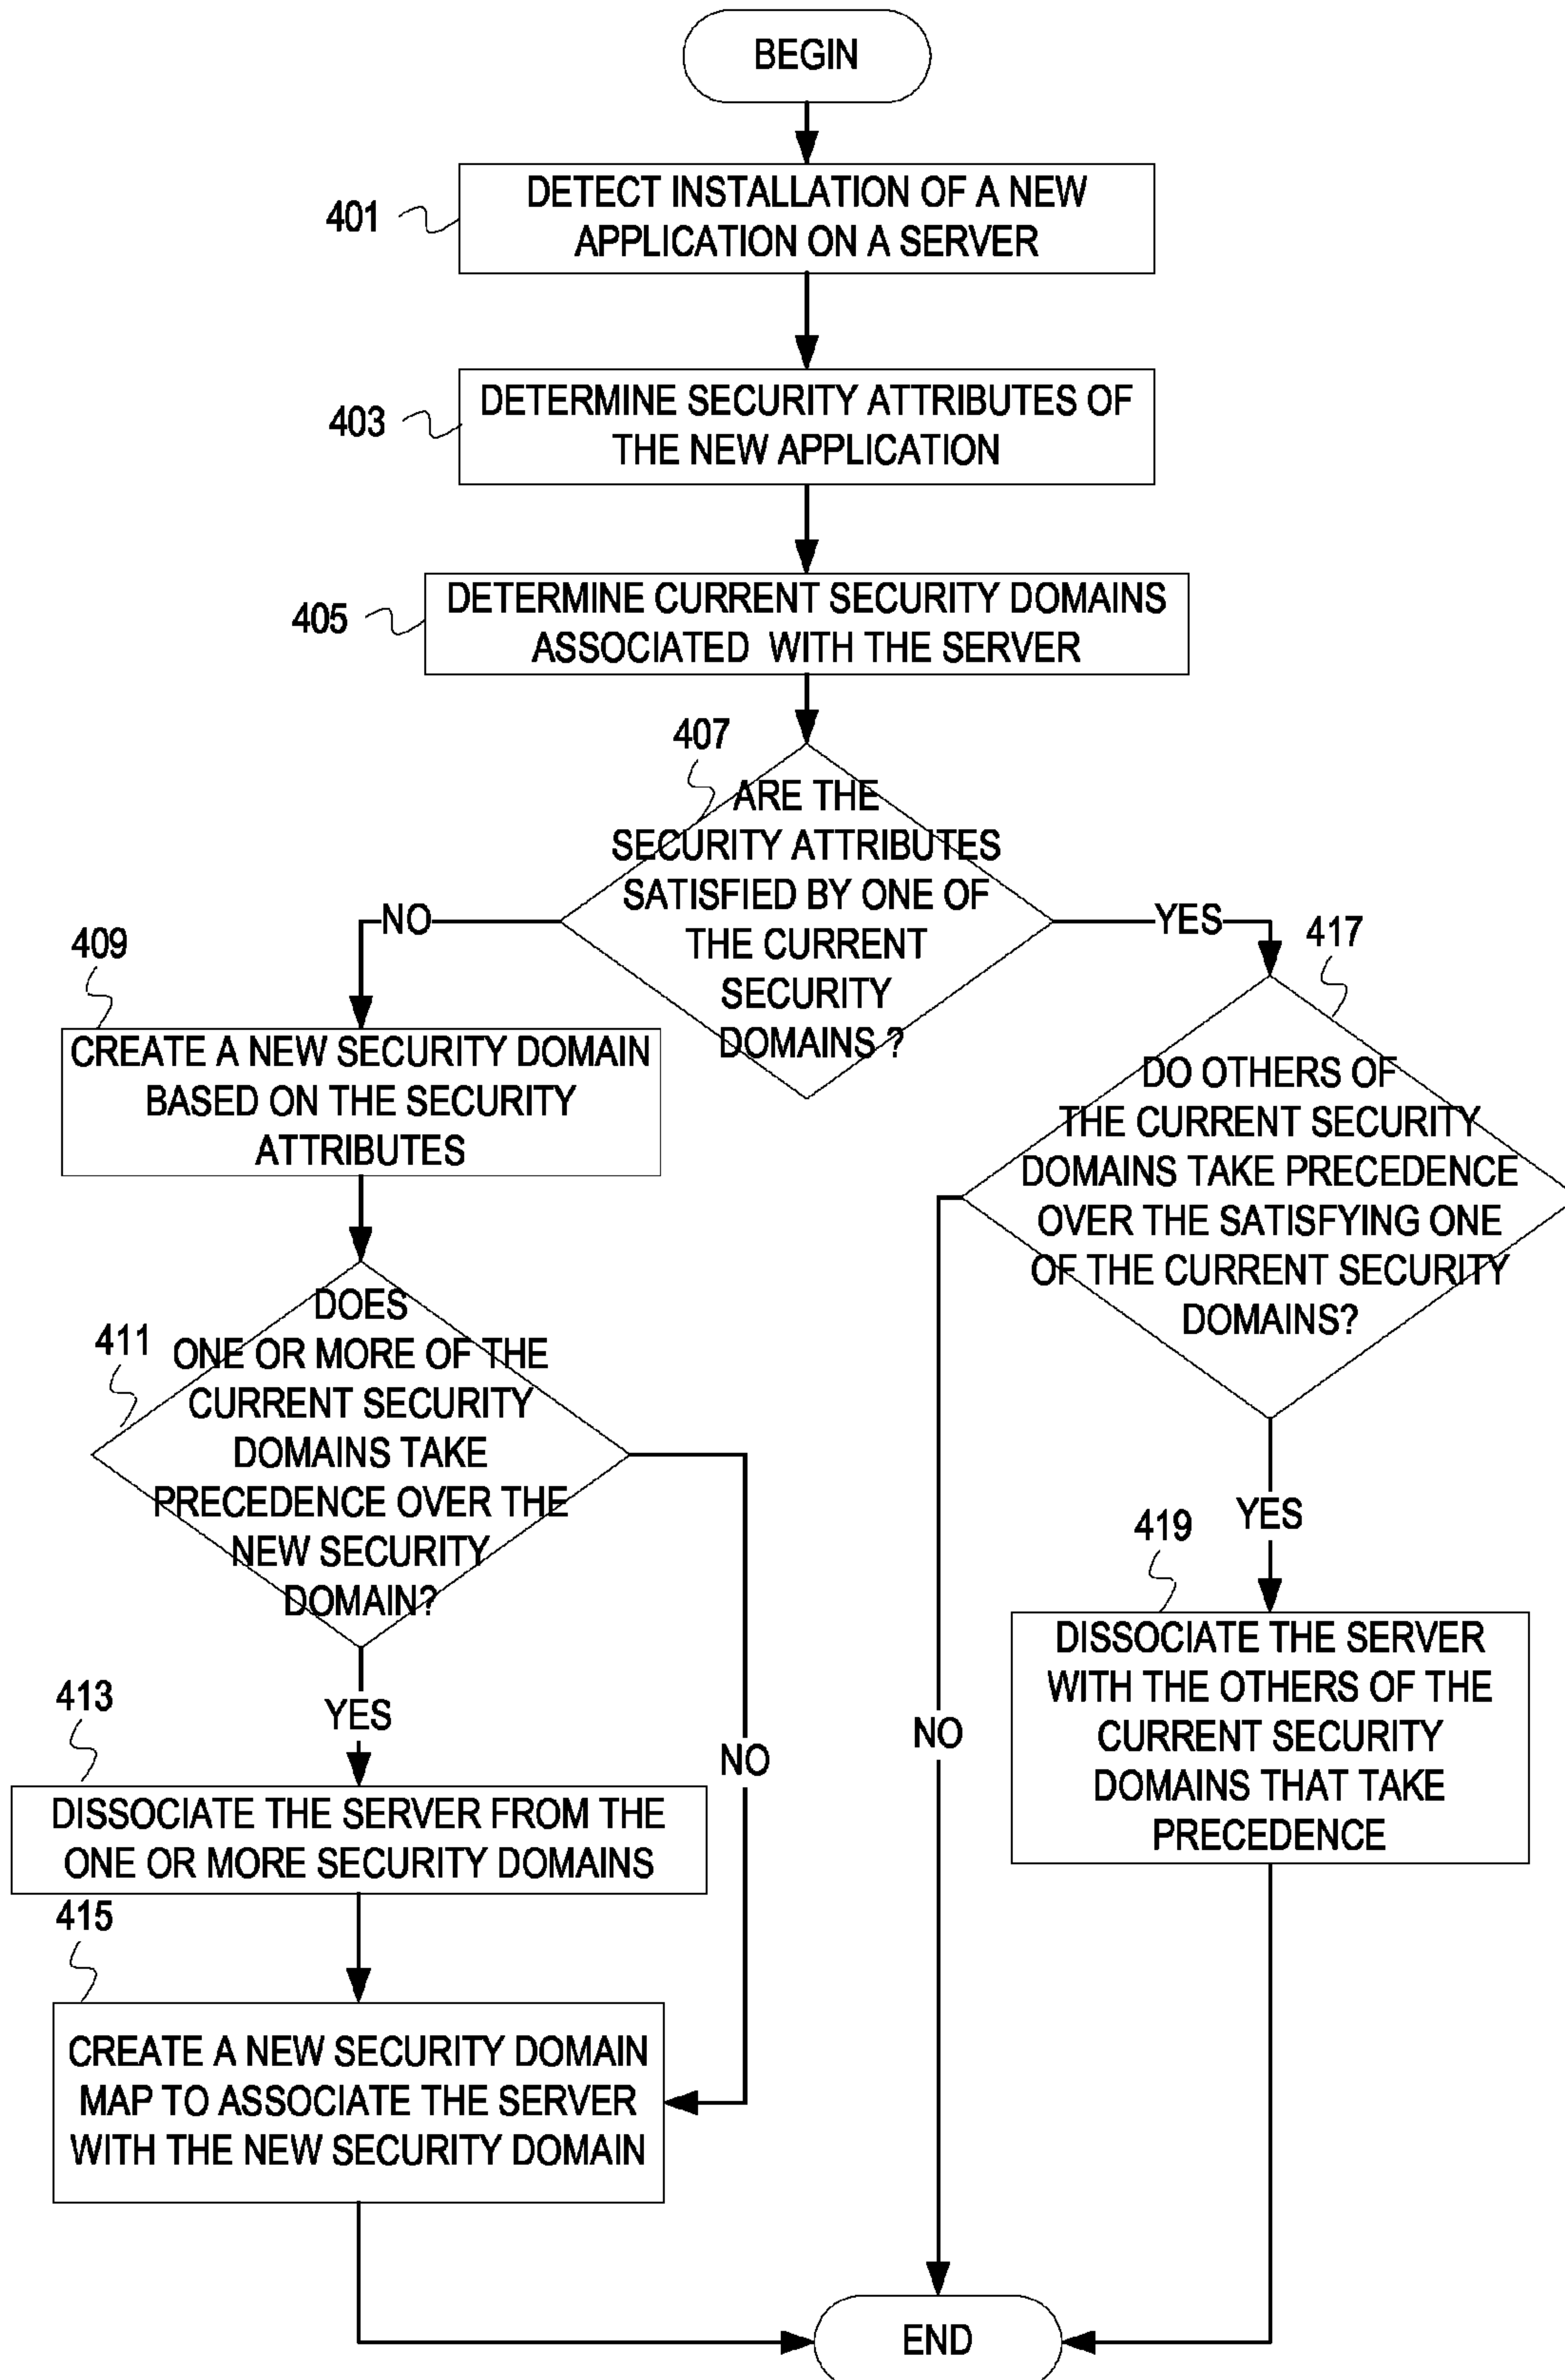 BEGIN
401
DETECT INSTALLATION OF A NEW
APPLICATION ON A SERVER
403
DETERMINE SECURITY ATTRIBUTES OF
THE NEW APPLICATION
405
DETERMINE CURRENT SECURITY DOMAINS
ASSOCIATED WITH THE SERVER
407
ARE THE
SECURITY ATTRIBUTES
SATISFIED BY ONE OF
THE CURRENT
SECURITY
DOMAINS ?
NO
YES
409
CREATE A NEW SECURITY DOMAIN
BASED ON THE SECURITY
ATTRIBUTES
411
DOES
ONE OR MORE OF THE
CURRENT SECURITY
DOMAINS TAKE
PRECEDENCE OVER THE
NEW SECURITY
DOMAIN?
YES
NO
413
DISSOCIATE THE SERVER FROM THE
ONE OR MORE SECURITY DOMAINS
415
CREATE A NEW SECURITY DOMAIN
MAP TO ASSOCIATE THE SERVER
WITH THE NEW SECURITY DOMAIN
417
DO OTHERS OF
THE CURRENT SECURITY
DOMAINS TAKE PRECEDENCE
OVER THE SATISFYING ONE
OF THE CURRENT SECURITY
DOMAINS?
NO
YES
419
DISSOCIATE THE SERVER
WITH THE OTHERS OF THE
CURRENT SECURITY
DOMAINS THAT TAKE
PRECEDENCE
END